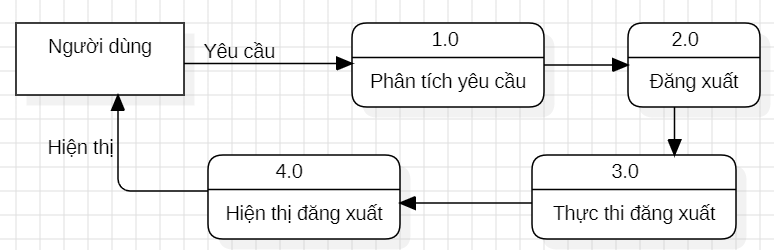 Người dùng
Yêu cầu
1.0
Phân tích yêu cầu
2.0
Đăng xuất
Hiện thị
4.0
Hiện thị đăng xuất
3.0
Thực thi đăng xuất